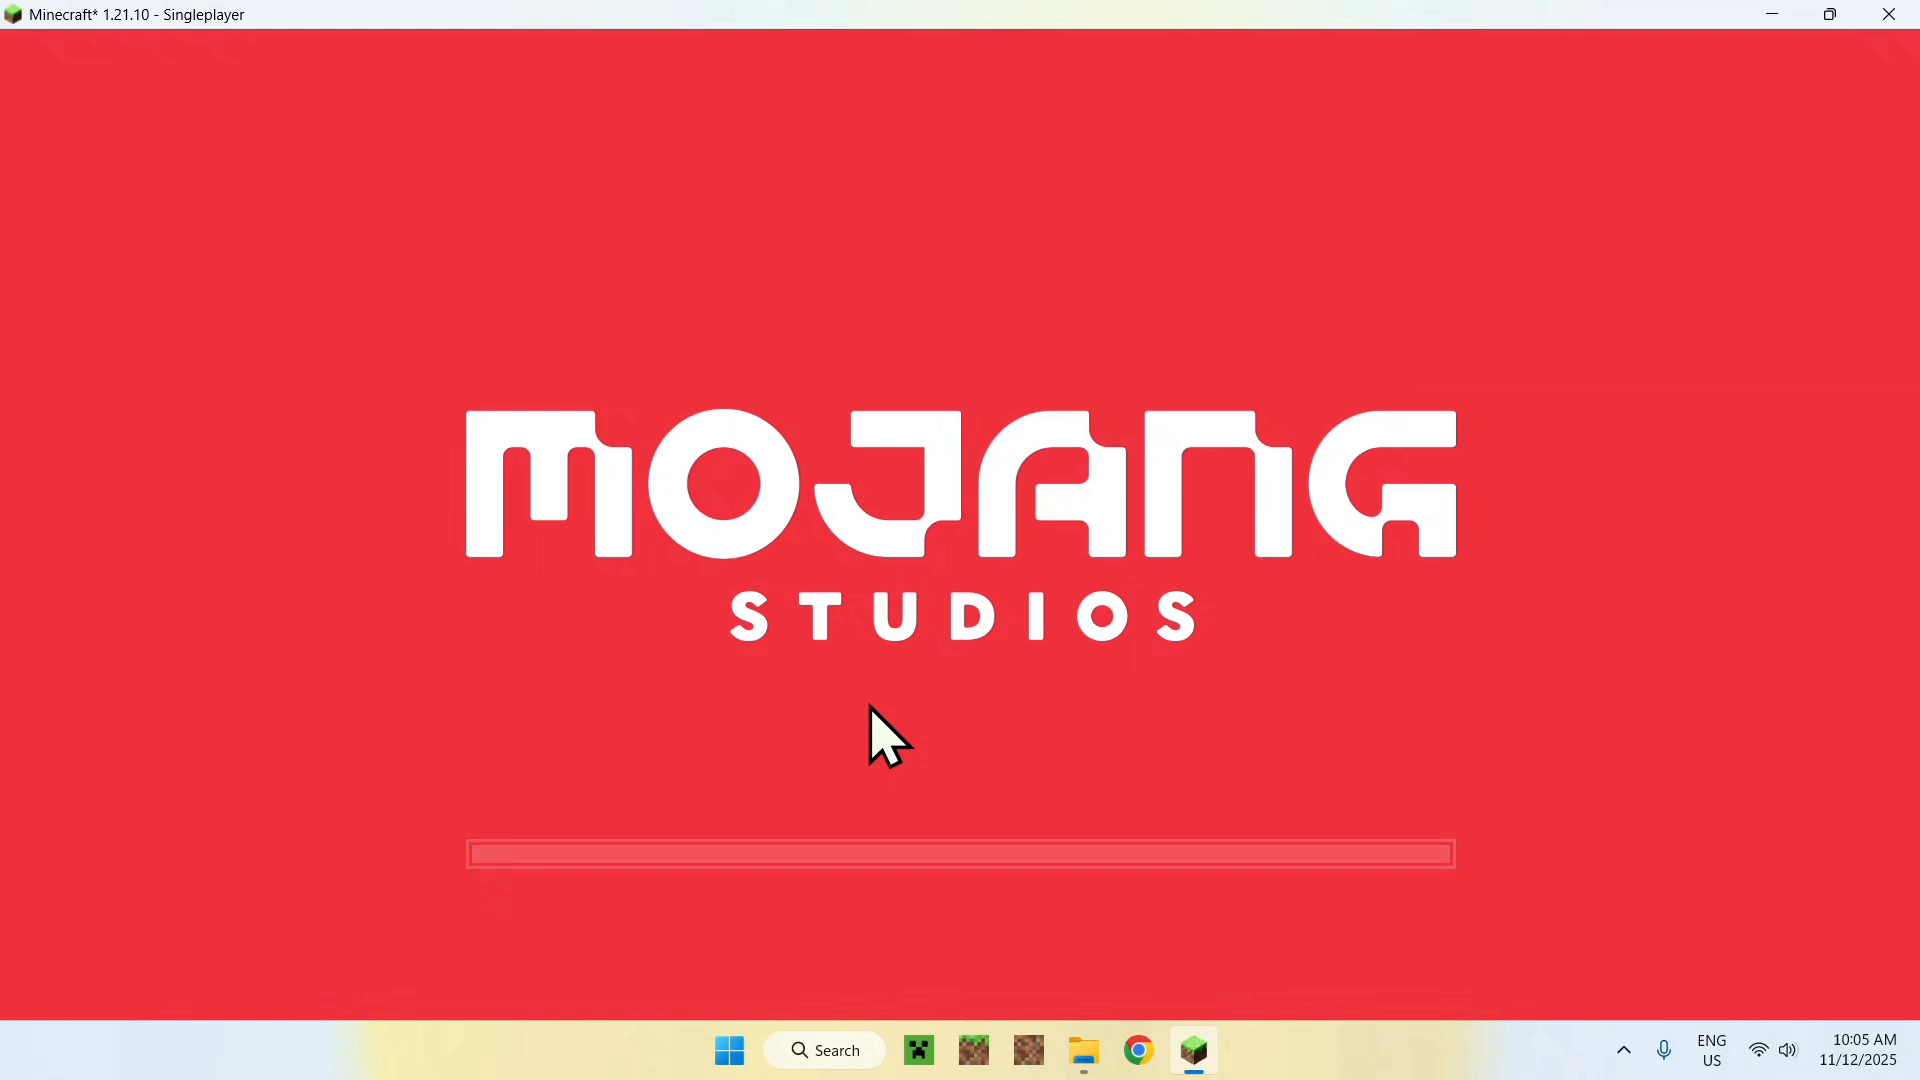 Minecraft* 1.21.10 - Singleplayer
MOJANG
STUDIOS
Search
ENG
US
10:05 AM
11/12/2025